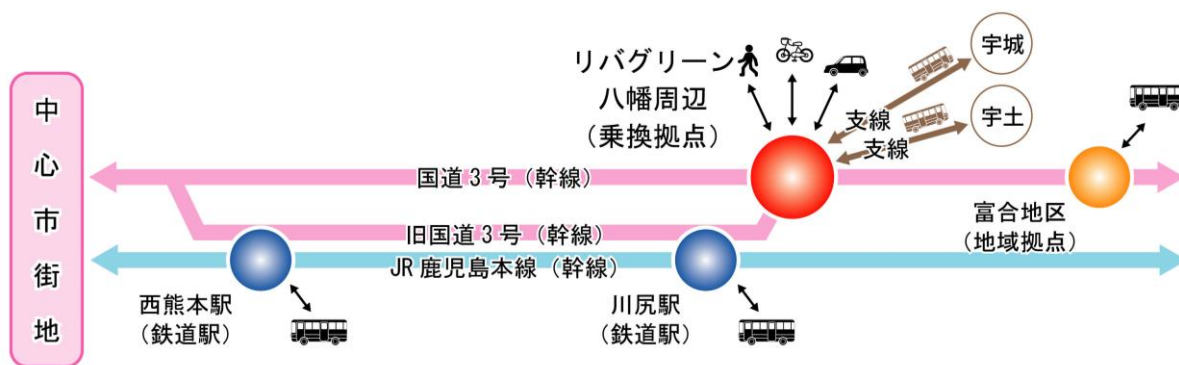 中心市街地
リバグリーン
八幡周辺
（乗換拠点）
宇城
支線
宇土
支線
国道３号（幹線）
富合地区
（地域拠点）
旧国道３号（幹線）
JR鹿児島本線（幹線）
西熊本駅
（鉄道駅）
川尻駅
（鉄道駅）